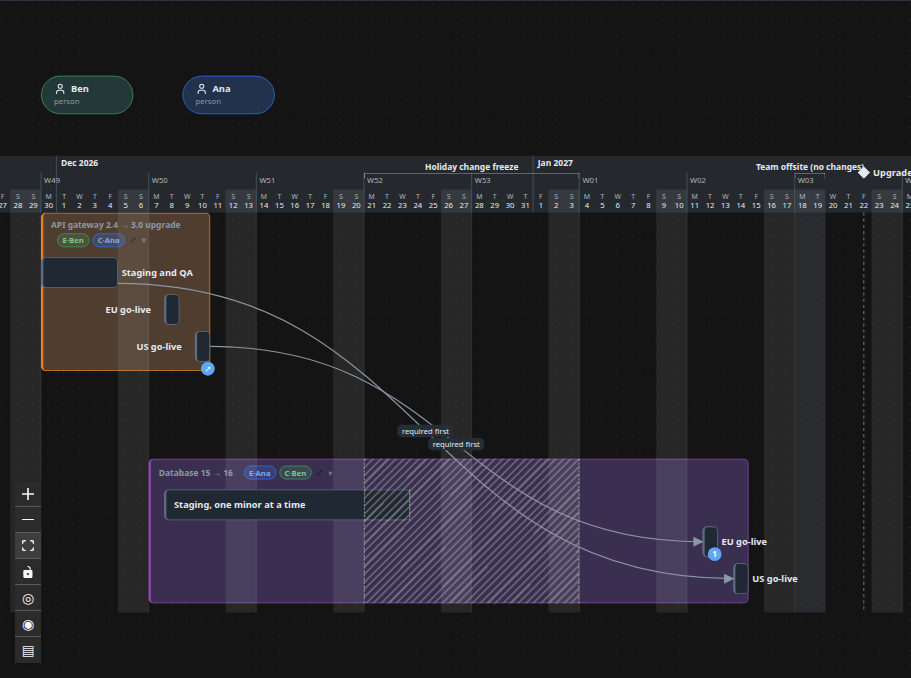 Ben
person
Ana
person
Dec 2026
Holiday change freeze
Jan 2027
Team offsite (no changes)
Upgrade
W49 W50 W51 W52 W53 W01 W02 W03
F S S M T W T F S S M T W T F S S M T W T F S S M T W T F S S M T W T F S S M T W T F S S M T W T F S S M T W T F S S
27 28 29 30 1 2 3 4 5 6 7 8 9 10 11 12 13 14 15 16 17 18 19 20 21 22 23 24 25 26 27 28 29 30 31 1 2 3 4 5 6 7 8 9 10 11 12 13 14 15 16 17 18 19 20 21 22 23 24
API gateway 2.4 → 3.0 upgrade
E·Ben C·Ana
Staging and QA
EU go-live
US go-live
required first
required first
Database 15 → 16 E·Ana C·Ben
Staging, one minor at a time
EU go-live
1
US go-live